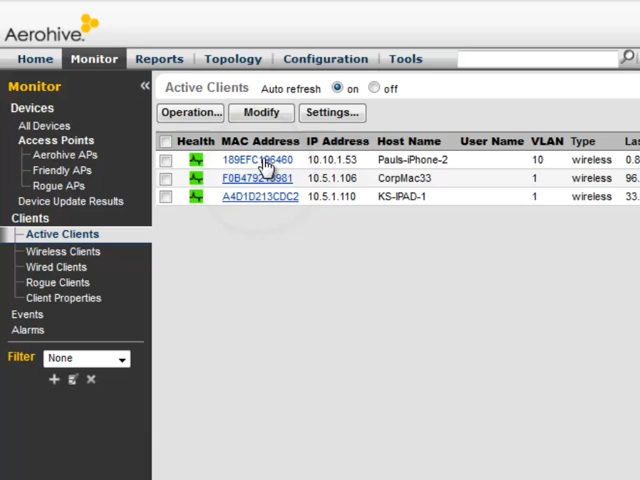 Aerohive.
Home Monitor Reports Topology Configuration Tools
Monitor «
Active Clients Auto refresh on off
Operation... Modify Settings...
Devices
All Devices
Access Points
Aerohive APs
Friendly APs
Rogue APs
Device Update Results
Clients
Active Clients
Wireless Clients
Wired Clients
Rogue Clients
Client Properties
Events
Alarms
Filter None
Health MAC Address IP Address Host Name User Name VLAN Type
10.10.1.53 Pauls-iPhone-2 10 wireless 0.8
10.5.1.106 CorpMac33 1 wireless 96.
A4D1D213CDC2 10.5.1.110 KS-IPAD-1 1 wireless 33.